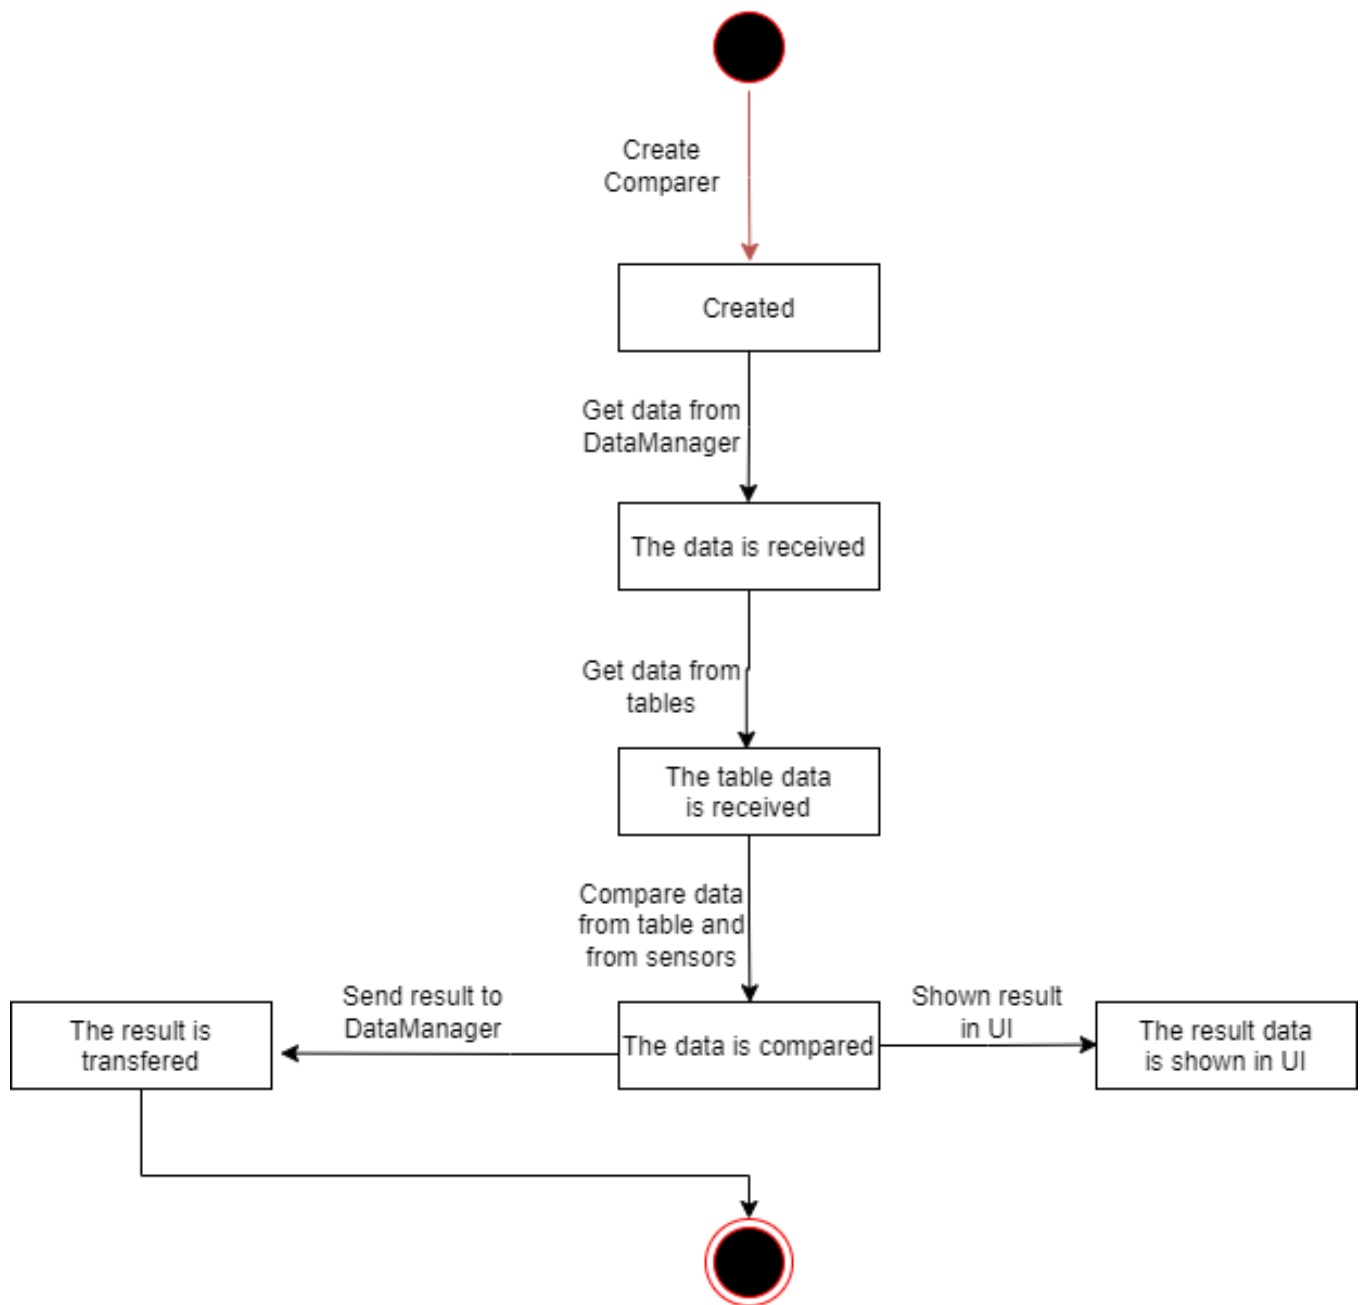 Create
Comparer
Created
Get data from
DataManager
The data is received
Get data from
tables
The table data
is received
Compare data
from table and
from sensors
Send result to
DataManager
Shown result
in UI
The result is
transfered
The data is compared
The result data
is shown in UI